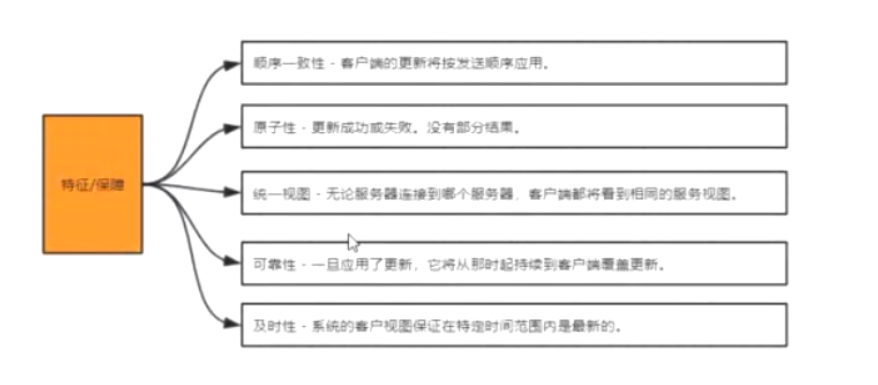 顺序一致性 - 客户端的更新将按发送顺序应用。
原子性 - 更新成功或失败。没有部分结果。
特征/保障
统一视图 - 无论服务器连接到哪个服务器，客户端都将看到相同的服务视图。
可靠性 - 一旦应用了更新，它将从那时起持续到客户端覆盖更新。
及时性 - 系统的客户视图保证在特定时间范围内是最新的。